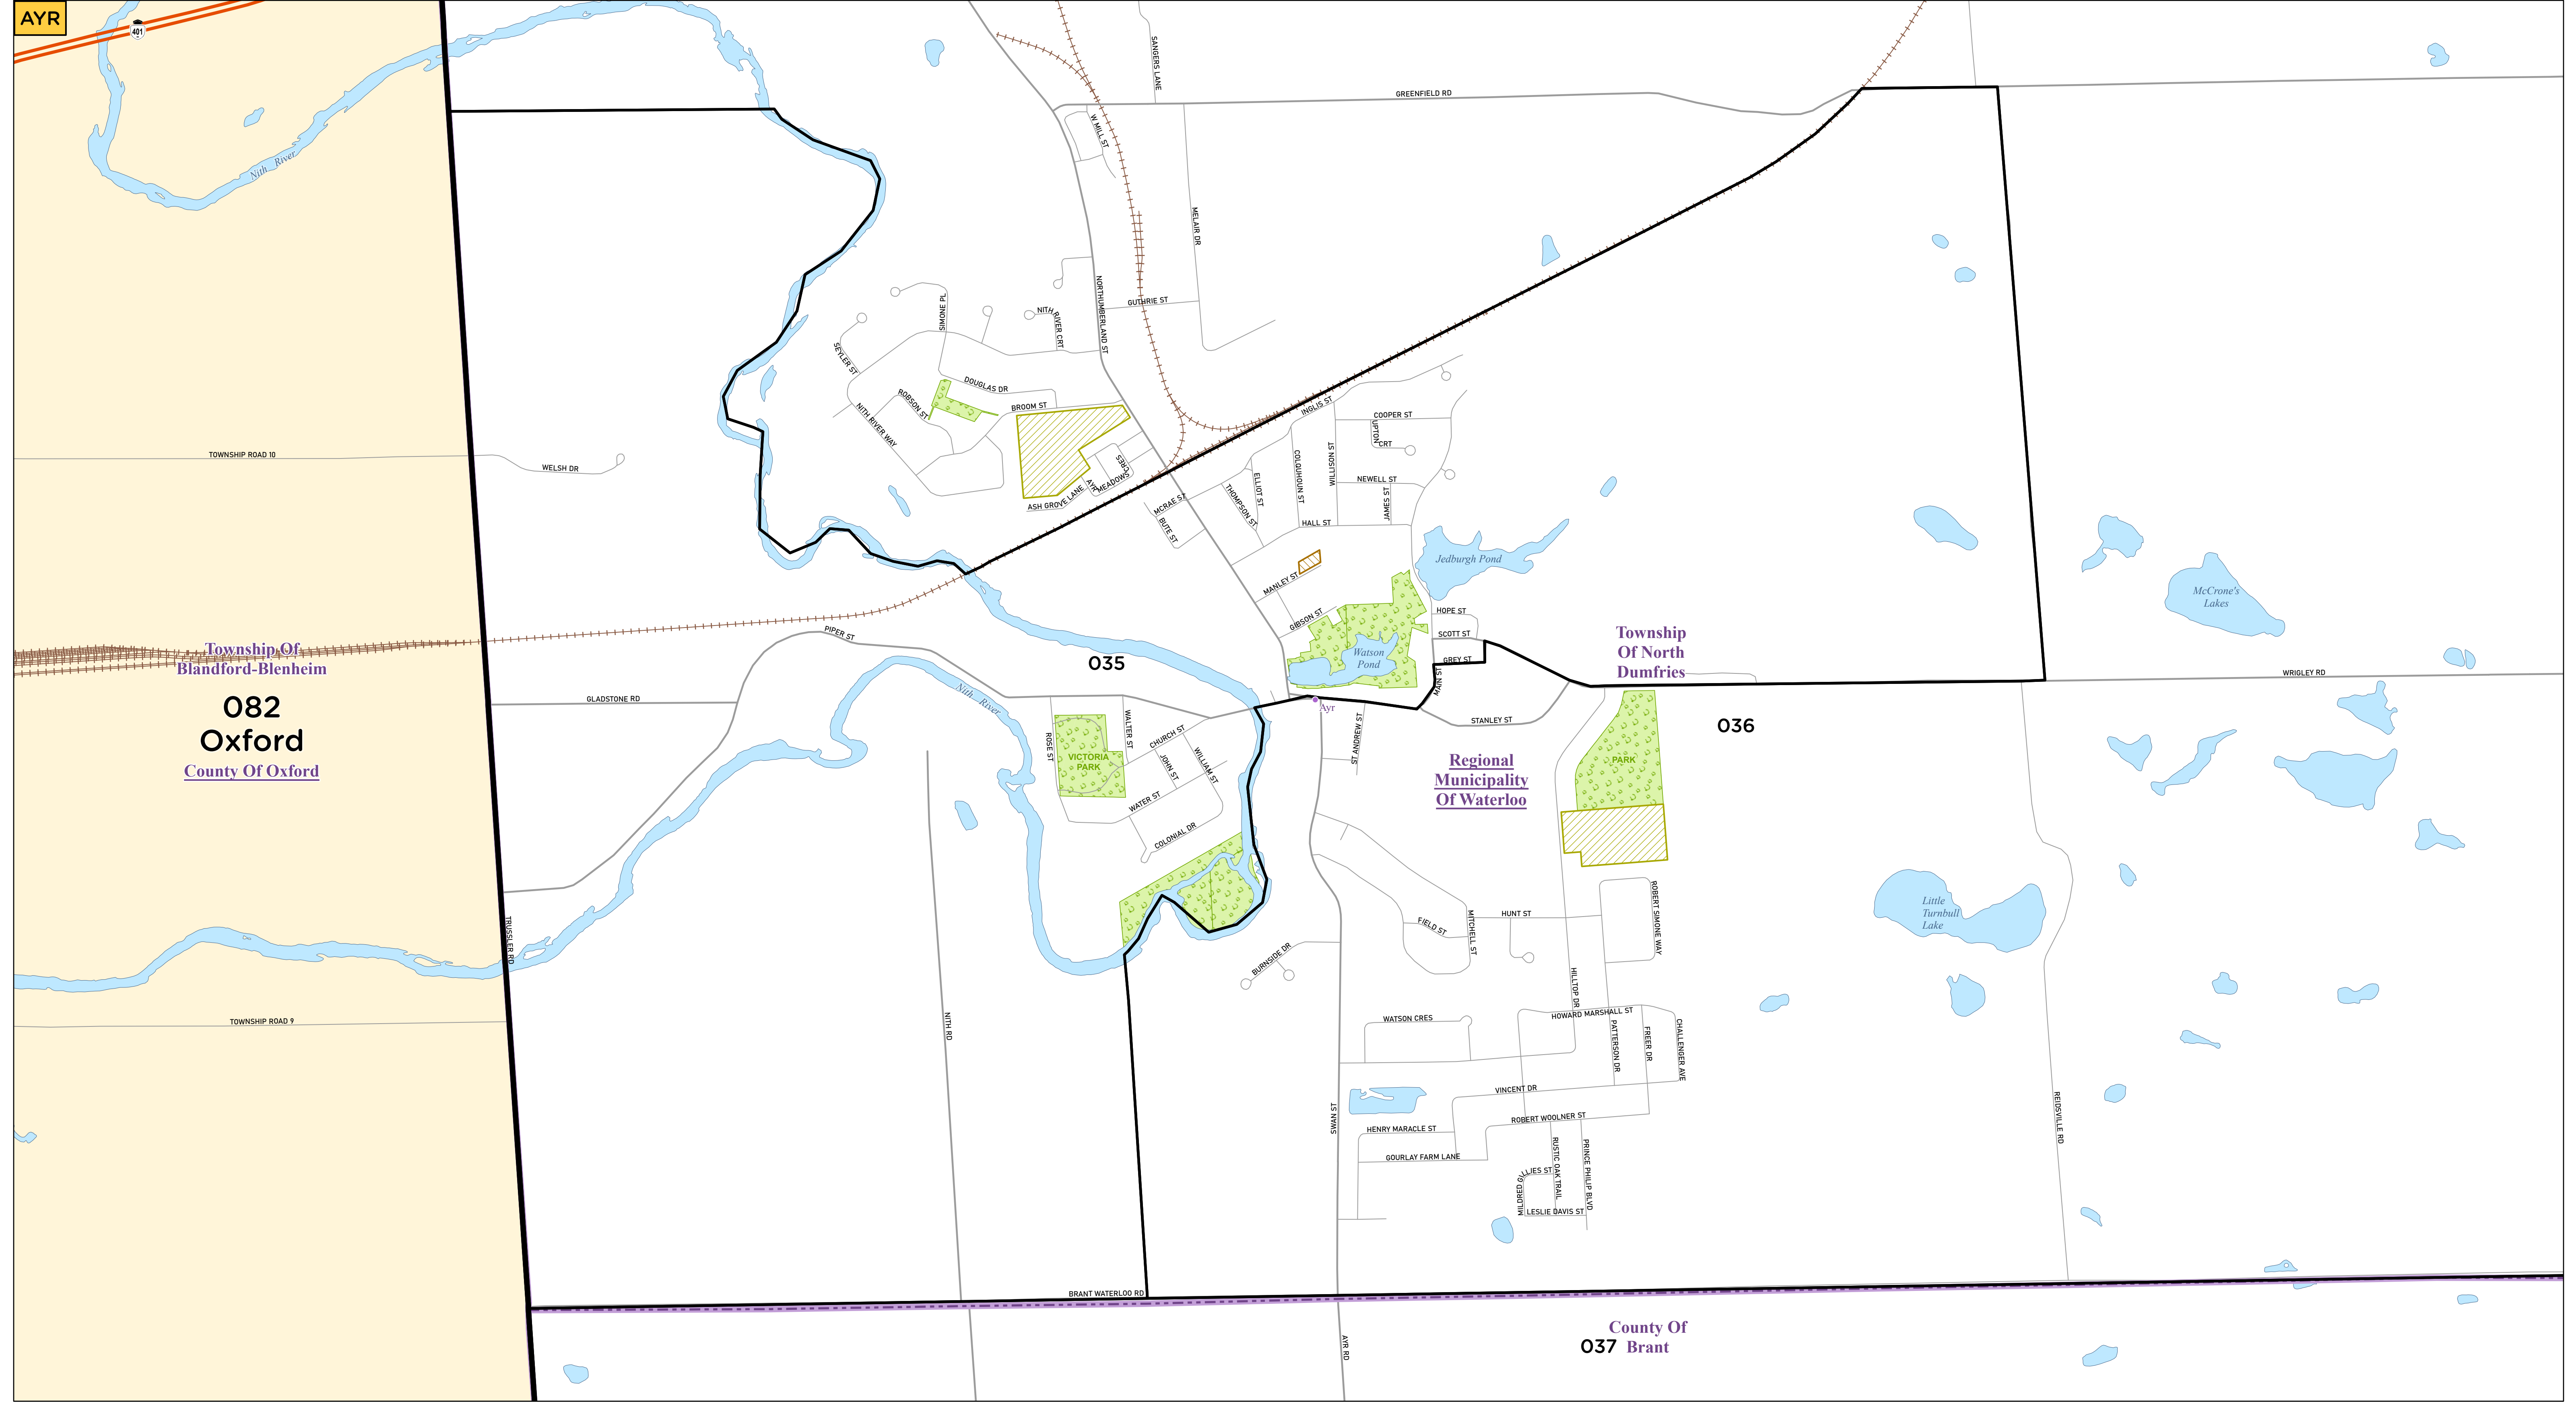 AYR
401
SANGERS LANE
GREENFIELD RD
W MILL ST
Nith River
MELAIR DR
NORTHUMBERLAND ST
GUTHRIE ST
SIMONE PL
NITH
RIVER CRT
SEYLER ST
DOUGLAS DR
ROBSON ST
BROOM ST
NITH RIVER WAY
INGLIS ST
COOPER ST
UPTON
CRT
TOWNSHIP ROAD 10
WELSH DR
CRES
AYR
MEADOWS
ASH GROVE LANE
MCRAE ST
BUTE ST
THOMPSON ST
ELLIOT ST
COLQUHOUN ST
WILLISON ST
NEWELL ST
JAMES ST
HALL ST
Jedburgh Pond
MANLEY ST
GIBSON ST
HOPE ST
SCOTT ST
GREY ST
MAIN ST
Watson
Pond
McCrone's
Lakes
Township
Of North
Dumfries
WRIGLEY RD
PIPER ST
035
Township Of
Blandford-Blenheim
082
Oxford
County Of Oxford
GLADSTONE RD
Nith River
Ayr
STANLEY ST
036
ST ANDREW ST
ROSE ST
WALTER ST
CHURCH ST
VICTORIA
PARK
JOHN ST
WILLIAM ST
WATER ST
COLONIAL DR
PARK
Regional
Municipality
Of Waterloo
Little
Turnbull
Lake
TRUSSLER RD
FIELD ST
MITCHELL ST
HUNT ST
ROBERT SIMONE WAY
BURNSIDE DR
HILLTOP DR
TOWNSHIP ROAD 9
NITH RD
WATSON CRES
HOWARD MARSHALL ST
PATTERSON DR
FREER DR
CHALLENGER AVE
VINCENT DR
SWAN ST
HENRY MARACLE ST
ROBERT WOOLNER ST
GOURLAY FARM LANE
RUSTIC OAK TRAIL
PRINCE PHILIP BLVD
MILDRED GILLIES ST
LESLIE DAVIS ST
REIDSVILLE RD
BRANT WATERLOO RD
AYR RD
County Of
037 Brant